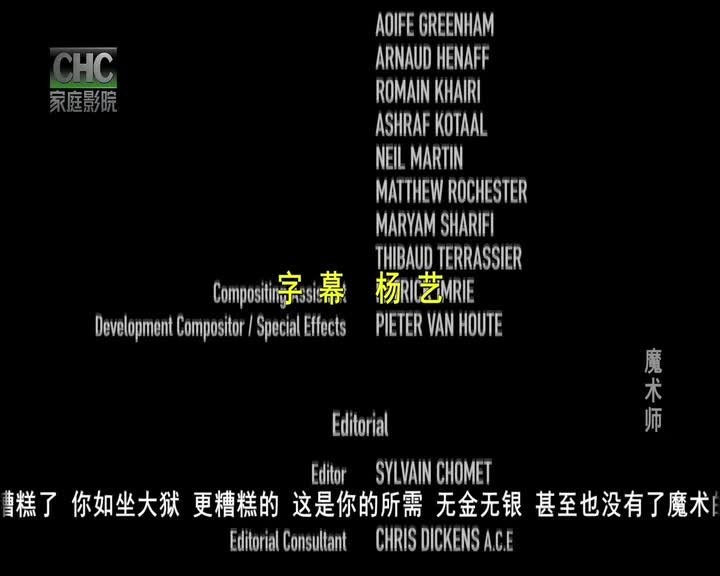 CHC
家庭影院
AOIFE GREENHAM
ARNAUD HENAFF
ROMAIN KHAIRI
ASHRAF KOTAAL
NEIL MARTIN
MATTHEW ROCHESTER
MARYAM SHARIFI
THIBAUD TERRASSIER
Compositing
字幕 杨艺
IMRIE
Development Compositor / Special Effects PIETER VAN HOUTE
魔术师
Editorial
Editor SYLVAIN CHOMET
糟糕了 你如坐大狱 更糟糕的 这是你的所需 无金无银 甚至也没有了魔术的
Editorial Consultant CHRIS DICKENS A.C.E